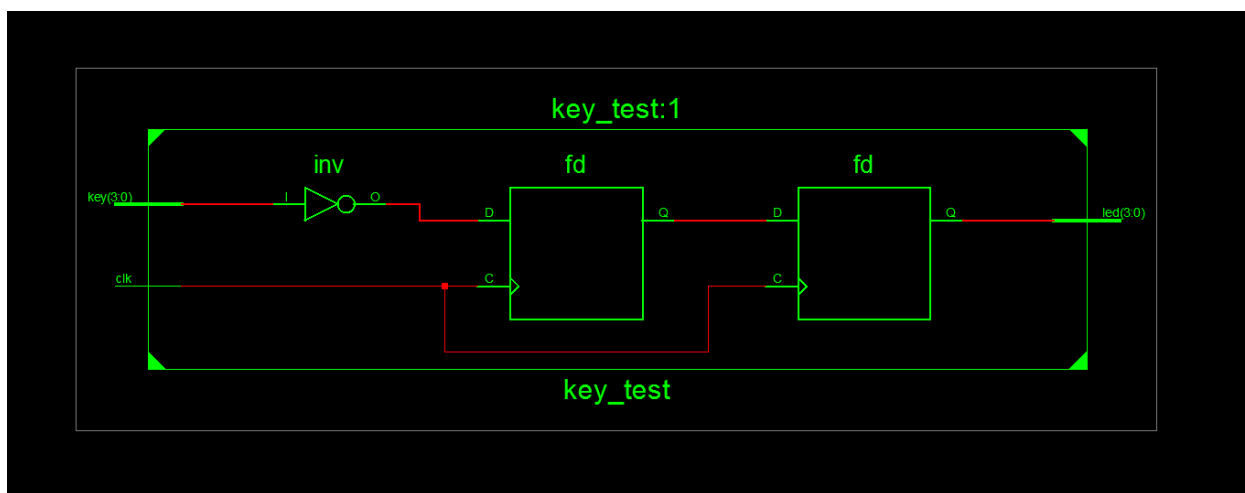 key_test:1
inv fd fd
key(3:0) I O D Q D Q led(3:0)
clk C C
key_test